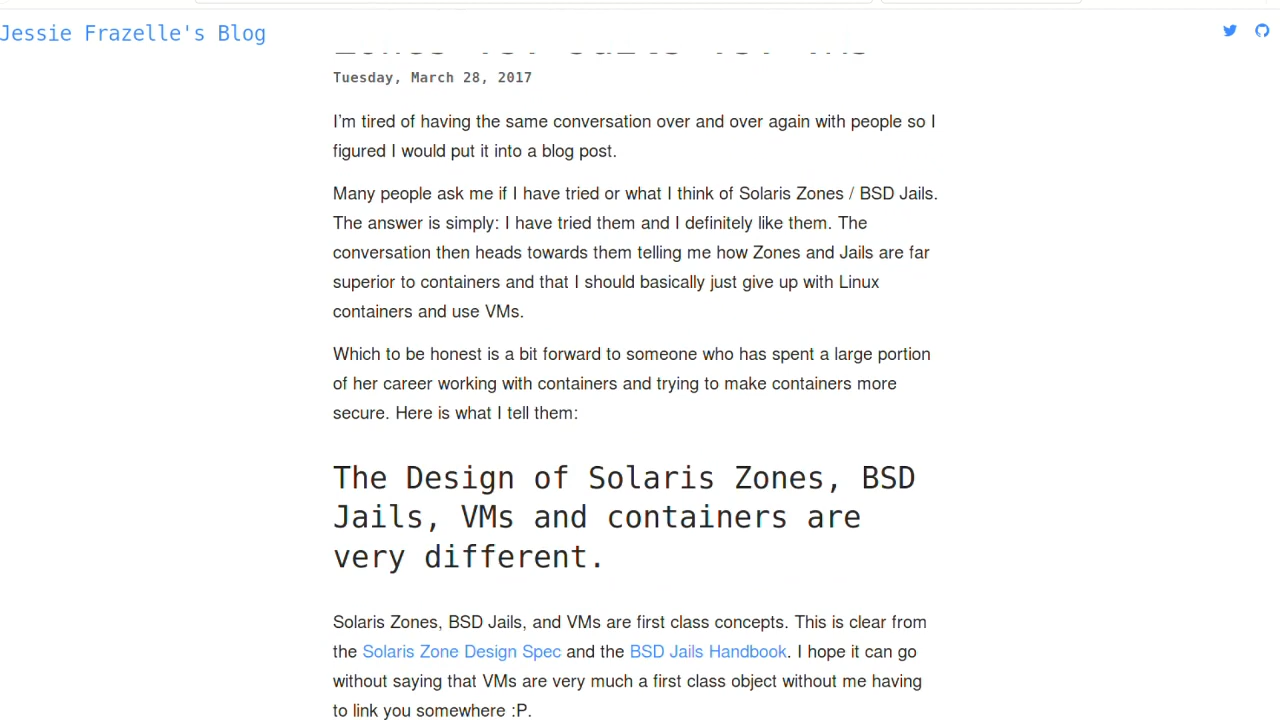 Jessie Frazelle's Blog
Tuesday, March 28, 2017
I’m tired of having the same conversation over and over again with people so I
figured I would put it into a blog post.
Many people ask me if I have tried or what I think of Solaris Zones / BSD Jails.
The answer is simply: I have tried them and I definitely like them. The
conversation then heads towards them telling me how Zones and Jails are far
superior to containers and that I should basically just give up with Linux
containers and use VMs.
Which to be honest is a bit forward to someone who has spent a large portion
of her career working with containers and trying to make containers more
secure. Here is what I tell them:
The Design of Solaris Zones, BSD
Jails, VMs and containers are
very different.
Solaris Zones, BSD Jails, and VMs are first class concepts. This is clear from
the Solaris Zone Design Spec and the BSD Jails Handbook. I hope it can go
without saying that VMs are very much a first class object without me having
to link you somewhere :P.